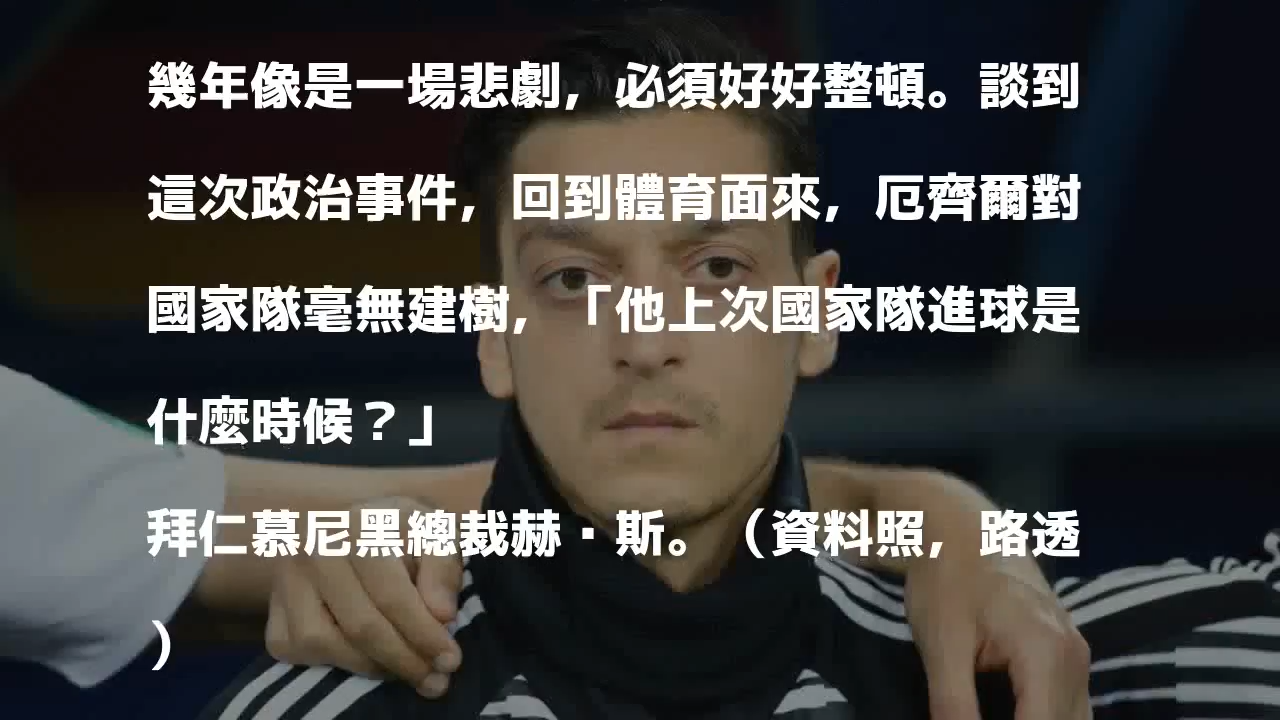 幾年像是一場悲劇，必須好好整頓。談到
這次政治事件，回到體育面來，厄齊爾對
國家隊毫無建樹，「他上次國家隊進球是
什麼時候？」
拜仁慕尼黑總裁赫·斯。（資料照，路透
）